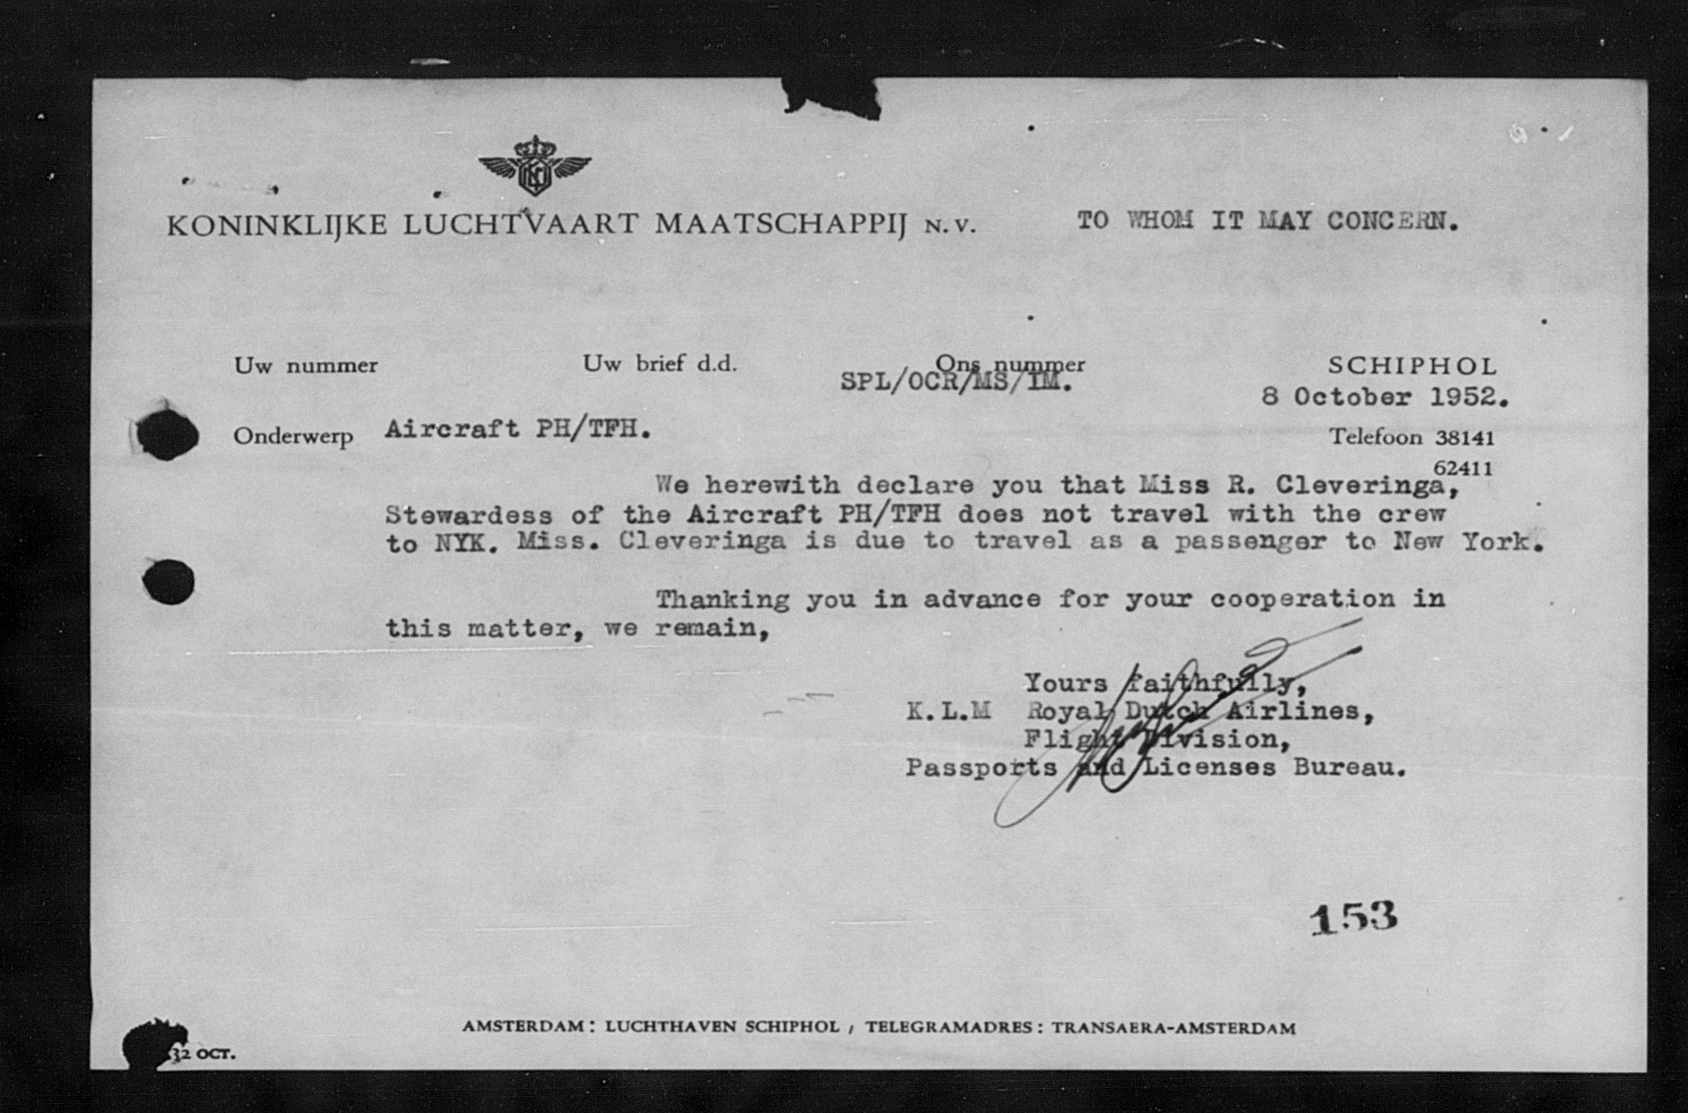 KONINKLIJKE LUCHTVAART MAATSCHAPPIJ N.V.
TO WHOM IT MAY CONCERN.
Uw nummer
Uw brief d.d.
Ons nummer
SPL/OCR/MS/IM.
SCHIPHOL
8 October 1952.
Onderwerp Aircraft PH/TFH.
Telefoon 38141
62411
We herewith declare you that Miss R. Cleveringa,
Stewardess of the Aircraft PH/TFH does not travel with the crew
to NYK. Miss. Cleveringa is due to travel as a passenger to New York.
Thanking you in advance for your cooperation in
this matter, we remain,
Yours faithfully,
K.L.M Royal Dutch Airlines,
Flight Division,
Passports and Licenses Bureau.
153
AMSTERDAM: LUCHTHAVEN SCHIPHOL / TELEGRAMADRES: TRANSAERA-AMSTERDAM
32 OCT.